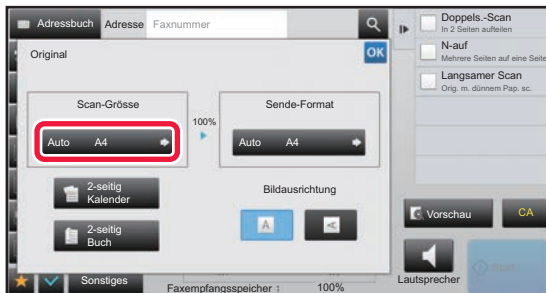 Adressbuch Adresse Faxnummer
Original
OK
Scan-Grösse
100%
Sende-Format
Auto A4
Auto A4
2-seitig
Kalender
Bildausrichtung
2-seitig
Buch
A
A
Sonstiges
Faxempfangsspeicher : 100%
Doppels.-Scan
In 2 Seiten aufteilen
N-auf
Mehrere Seiten auf eine Seite
Langsamer Scan
Orig. m. dünnem Pap. sc.
Vorschau
CA
Lautsprecher
Start